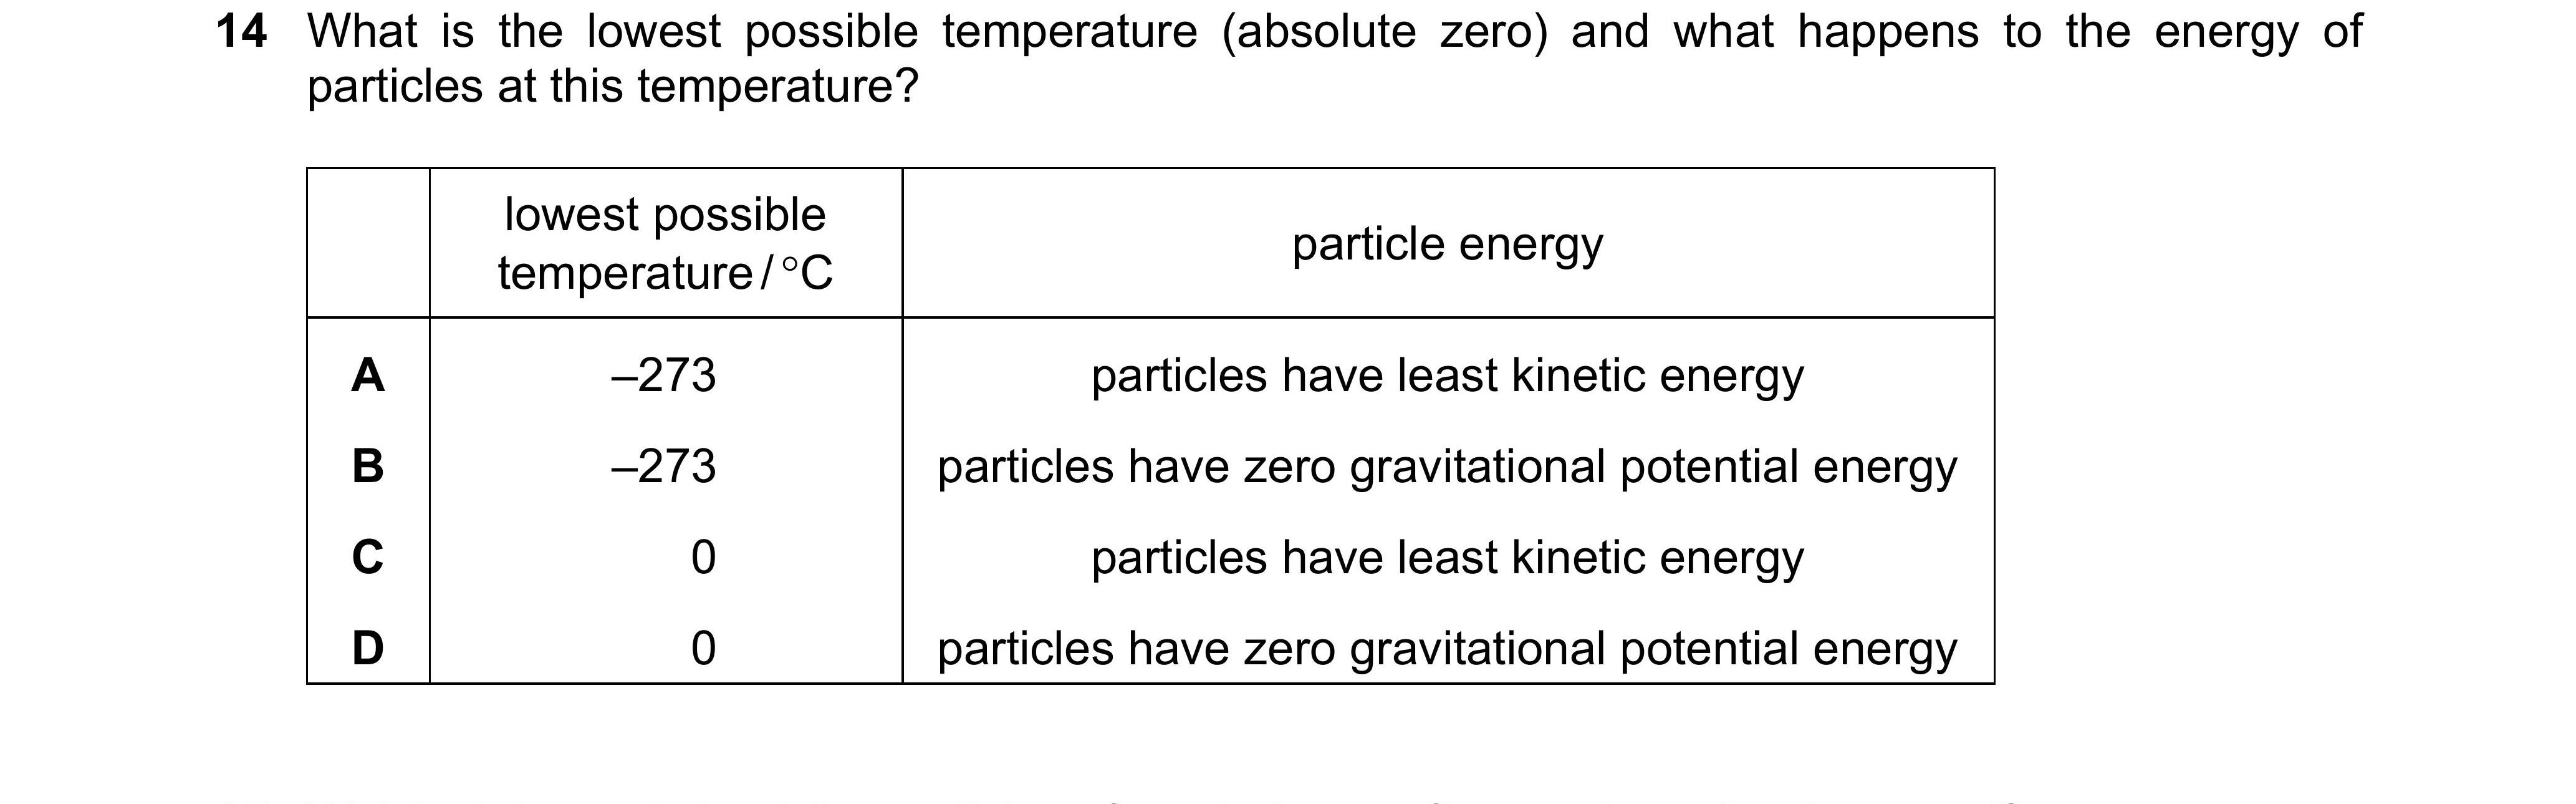 14 What is the lowest possible temperature (absolute zero) and what happens to the energy of
particles at this temperature?
lowest possible
temperature / °C
particle energy
A –273 particles have least kinetic energy
B –273 particles have zero gravitational potential energy
C 0 particles have least kinetic energy
D 0 particles have zero gravitational potential energy